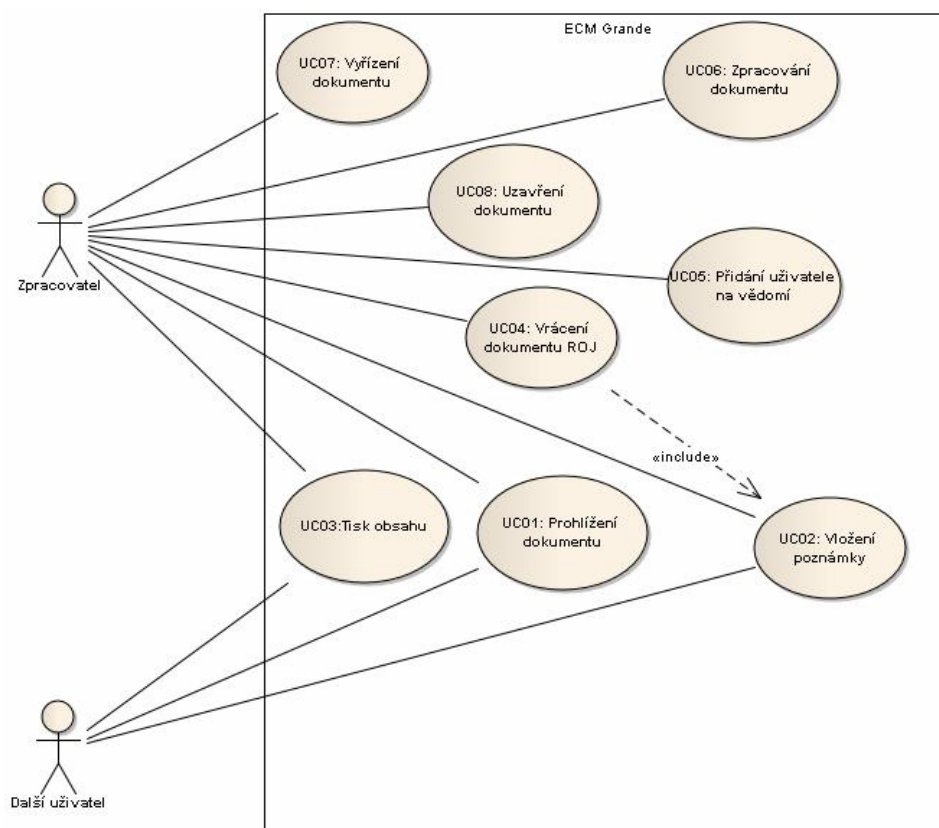 ECM Grande
UC07: Vyřízení
dokumentu
UC06: Zpracování
dokumentu
UC08: Uzavření
dokumentu
Zpracovatel
UC05: Přidání uživatele
na vědomí
UC04: Vrácení
dokumentu ROJ
«include»
UC03:Tisk obsahu
UC01: Prohlížení
dokumentu
UC02: Vložení
poznámky
Další uživatel